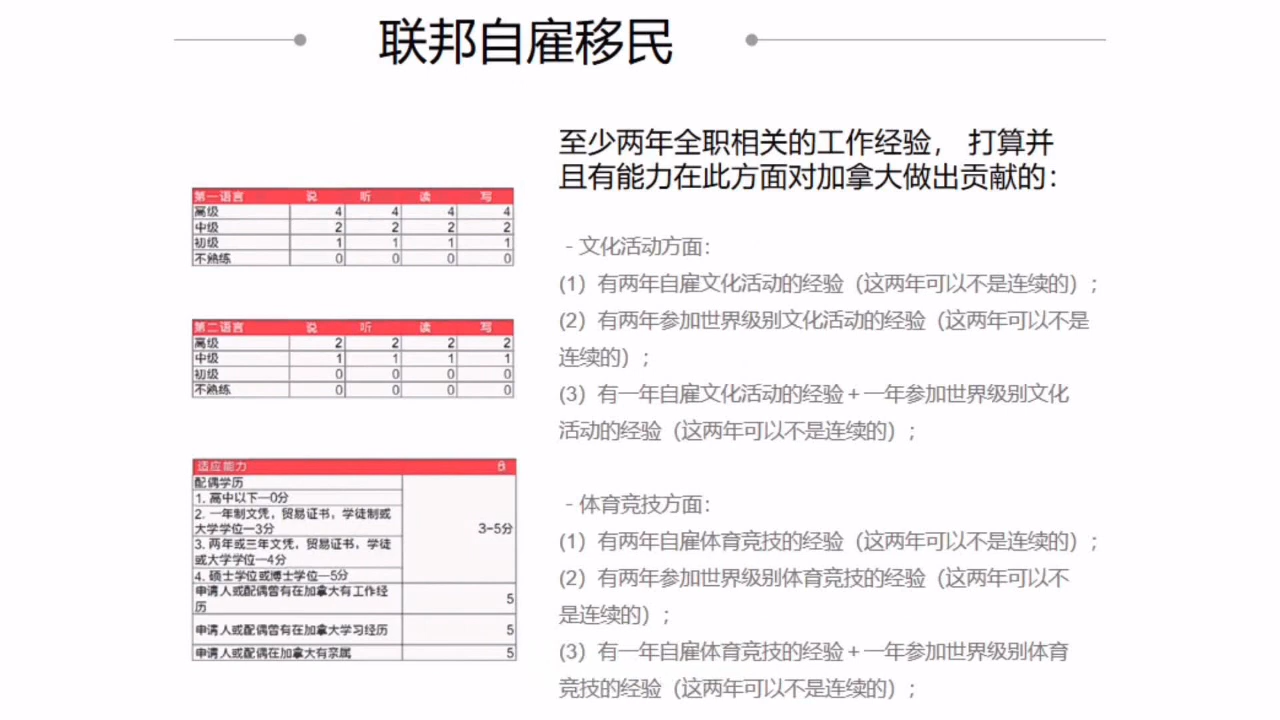 联邦自雇移民
至少两年全职相关的工作经验， 打算并
且有能力在此方面对加拿大做出贡献的：
第一语言 说 听 读 写
高级 4 4 4 4
中级 2 2 2 2
初级 1 1 1 1
不熟练 0 0 0 0
第二语言 说 听 读 写
高级 2 2 2 2
中级 1 1 1 1
初级 0 0 0 0
不熟练 0 0 0 0
适应能力 6
配偶学历
1. 高中以下—0分
2. 一年制文凭，贸易证书，学徒制或
大学学位—3分
3-5分
3. 两年或三年文凭，贸易证书，学徒
或大学学位—4分
4. 硕士学位或博士学位—5分
申请人或配偶曾有在加拿大有工作经
历 5
申请人或配偶曾有在加拿大学习经历 5
申请人或配偶在加拿大有亲属 5
- 文化活动方面：
(1）有两年自雇文化活动的经验（这两年可以不是连续的）;
(2）有两年参加世界级别文化活动的经验（这两年可以不是
连续的）;
(3）有一年自雇文化活动的经验＋一年参加世界级别文化
活动的经验（这两年可以不是连续的）;
- 体育竞技方面：
(1）有两年自雇体育竞技的经验（这两年可以不是连续的）;
(2）有两年参加世界级别体育竞技的经验（这两年可以不
是连续的）;
(3）有一年自雇体育竞技的经验＋一年参加世界级别体育
竞技的经验（这两年可以不是连续的）;